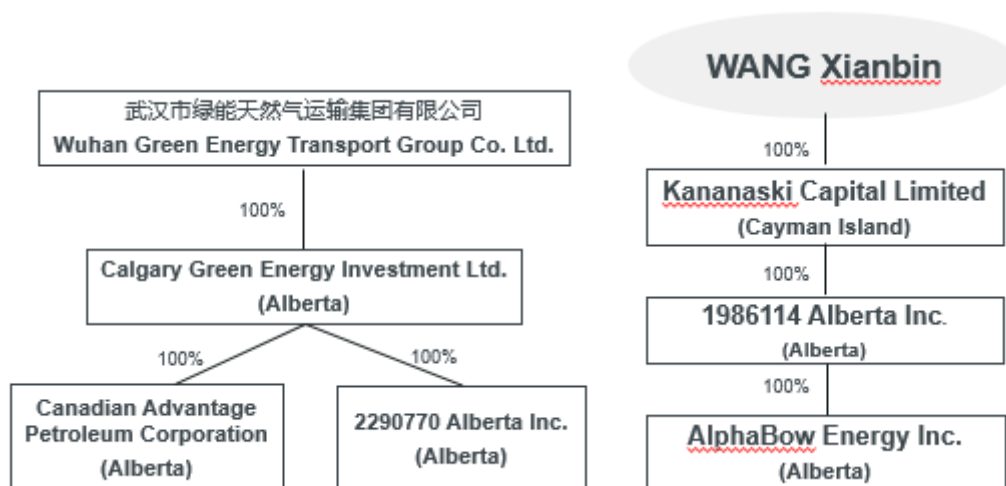 武汉市绿能天然气运输集团有限公司
Wuhan Green Energy Transport Group Co. Ltd.
100%
Calgary Green Energy Investment Ltd.
(Alberta)
100%
100%
Canadian Advantage
Petroleum Corporation
(Alberta)
2290770 Alberta Inc.
(Alberta)
WANG Xianbin
100%
Kananaski Capital Limited
(Cayman Island)
100%
1986114 Alberta Inc.
(Alberta)
100%
AlphaBow Energy Inc.
(Alberta)